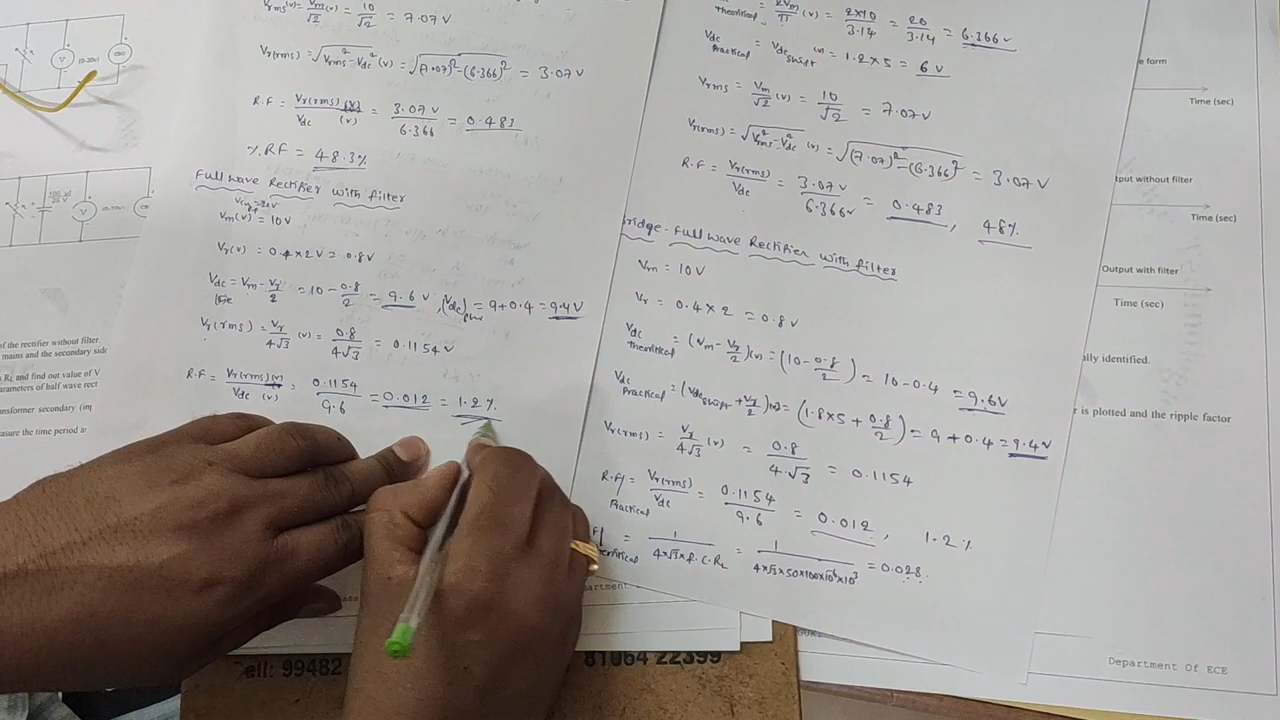 Vrms(v) = Vm/√2 (v) = 10/√2 = 7.07 V
Vr(rms) = √(Vrms² - Vdc²) (v) = √((7.07)² - (6.366)²) = 3.07 V
R.F = Vr(rms)(v) / Vdc (v) = 3.07 V / 6.366 = 0.483
% RF = 48.3%
Full wave Rectifier with filter
Vm(v) = 10V
Vr(v) = 0.4×2V = 0.8V
Vdc = Vm - Vr/2 = 10 - 0.8/2 = 9.6 V, (Vdc) = 9+0.4 = 9.4V
Vr(rms) = Vr/4√3 (v) = 0.8/4√3 = 0.1154 V
R.F = Vr(rms)(v) / Vdc (v) = 0.1154 / 9.6 = 0.012 = 1.2%.
Theoritical = 2Vm/π (v) = 2×10/3.14 = 20/3.14 = 6.366V
Vdc Practical = Vdc shift (v) = 1.2×5 = 6V
Vrms = Vm/√2 (v) = 10/√2 = 7.07V
Vr(rms) = √(Vrms² - Vdc²) (v) = √((7.07)² - (6.366)²) = 3.07V
R.F = Vr(rms)/Vdc = 3.07V/6.366V = 0.483, 48%
Bridge-Full wave Rectifier with filter
Vm = 10V
Vr = 0.4×2 = 0.8V
Vdc Theoritical = (Vm - Vr/2)(v) = (10 - 0.8/2) = 10-0.4 = 9.6V
Vdc Practical = (Vdc shift + Vr/2)(v) = (1.8×5 + 0.8/2) = 9+0.4 = 9.4V
Vr(rms) = Vr/4√3 (v) = 0.8/4.√3 = 0.1154
R.F Practical = Vr(rms)/Vdc = 0.1154/9.6 = 0.012, 1.2%
= 1/4×√3×f.C.RL = 1/4×√3×50×100×10⁻⁶×10³ = 0.028.
e form
Time (sec)
tput without filter
Time (sec)
Output with filter
Time (sec)
ally identified.
r is plotted and the ripple factor
Department Of ECE
of the rectifier without filter.
mains and the secondary side
RL and find out value of V
arameters of half wave rect
ansformer secondary (inp
asure the time period a
partment
Cell: 99482
81064 22399